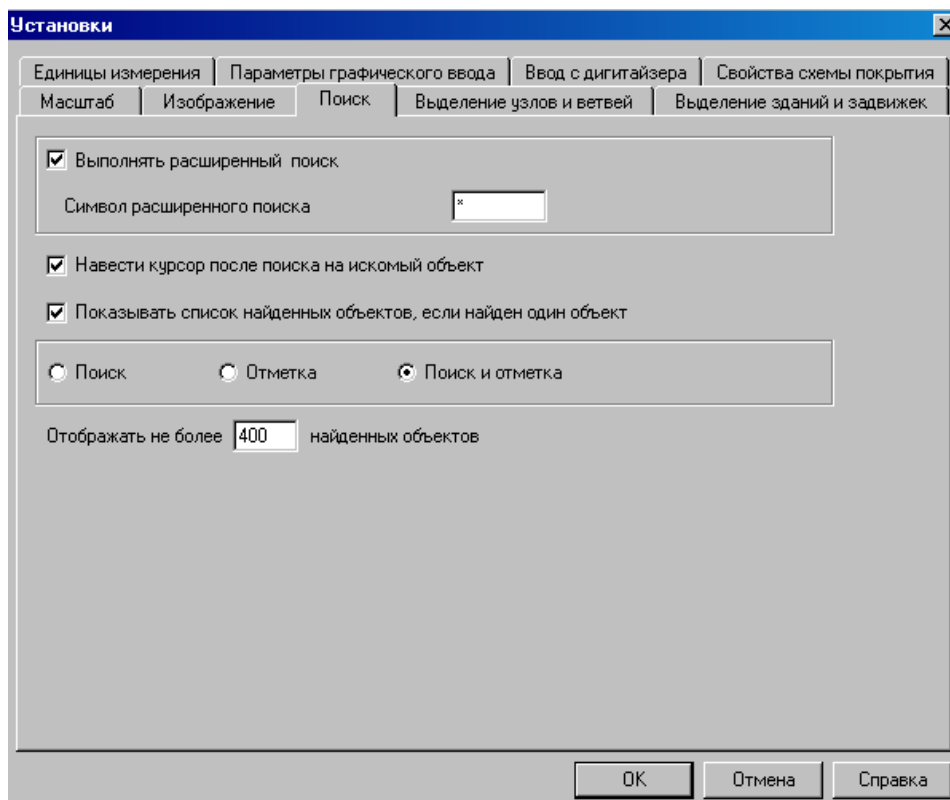 Установки
Единицы измерения Параметры графического ввода Ввод с дигитайзера Свойства схемы покрытия
Масштаб Изображение Поиск Выделение узлов и ветвей Выделение зданий и задвижек
Выполнять расширенный поиск
Символ расширенного поиска *
Навести курсор после поиска на искомый объект
Показывать список найденных объектов, если найден один объект
Поиск Отметка Поиск и отметка
Отображать не более 400 найденных объектов
OK Отмена Справка